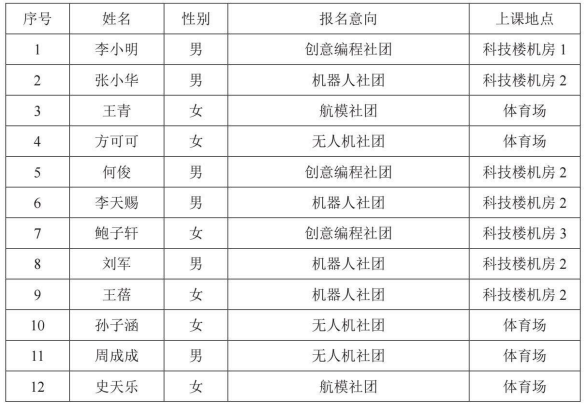 序号 姓名 性别 报名意向 上课地点
1 李小明 男 创意编程社团 科技楼机房 1
2 张小华 男 机器人社团 科技楼机房 2
3 王青 女 航模社团 体育场
4 方可可 女 无人机社团 体育场
5 何俊 男 创意编程社团 科技楼机房 2
6 李天赐 男 机器人社团 科技楼机房 2
7 鲍子轩 女 创意编程社团 科技楼机房 3
8 刘军 男 机器人社团 科技楼机房 2
9 王蓓 女 机器人社团 科技楼机房 2
10 孙子涵 女 无人机社团 体育场
11 周成成 男 无人机社团 体育场
12 史天乐 女 航模社团 体育场